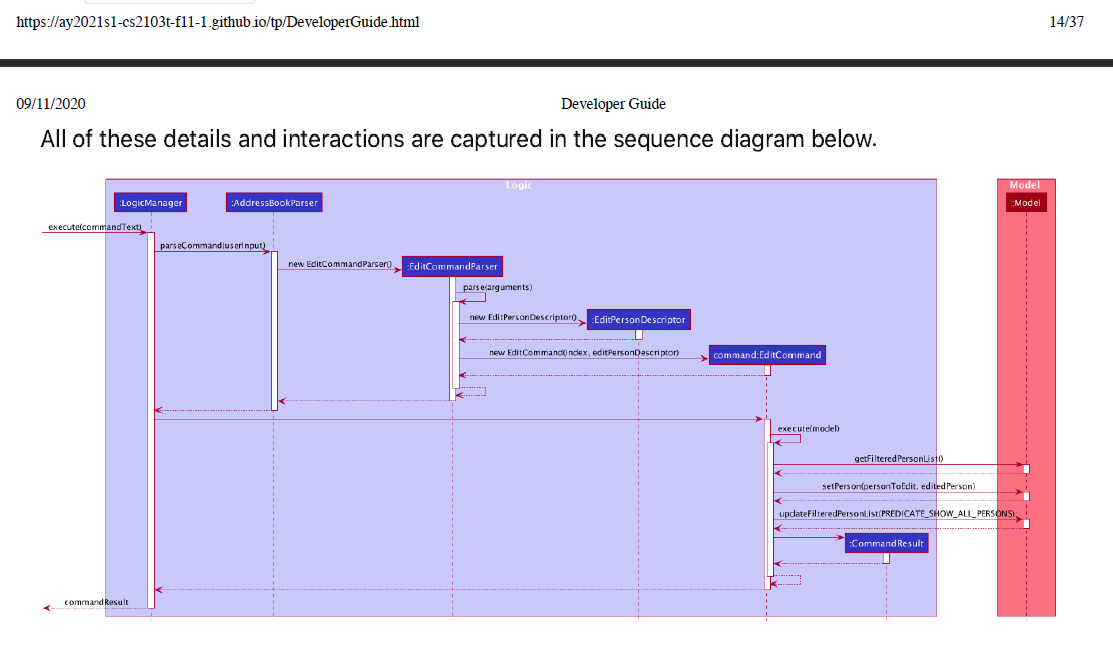 https://ay2021s1-cs2103t-f11-1.github.io/tp/DeveloperGuide.html 14/37
09/11/2020 Developer Guide
All of these details and interactions are captured in the sequence diagram below.
Logic Model
:LogicManager :AddressBookParser :Model
execute(commandText)
parseCommand(userInput)
new EditCommandParser() :EditCommandParser
parse(arguments)
new EditPersonDescriptor() :EditPersonDescriptor
new EditCommand(index, editPersonDescriptor) command:EditCommand
execute(model)
getFilteredPersonList()
setPerson(personToEdit, editedPerson)
updateFilteredPersonList(PREDICATE_SHOW_ALL_PERSONS)
:CommandResult
commandResult